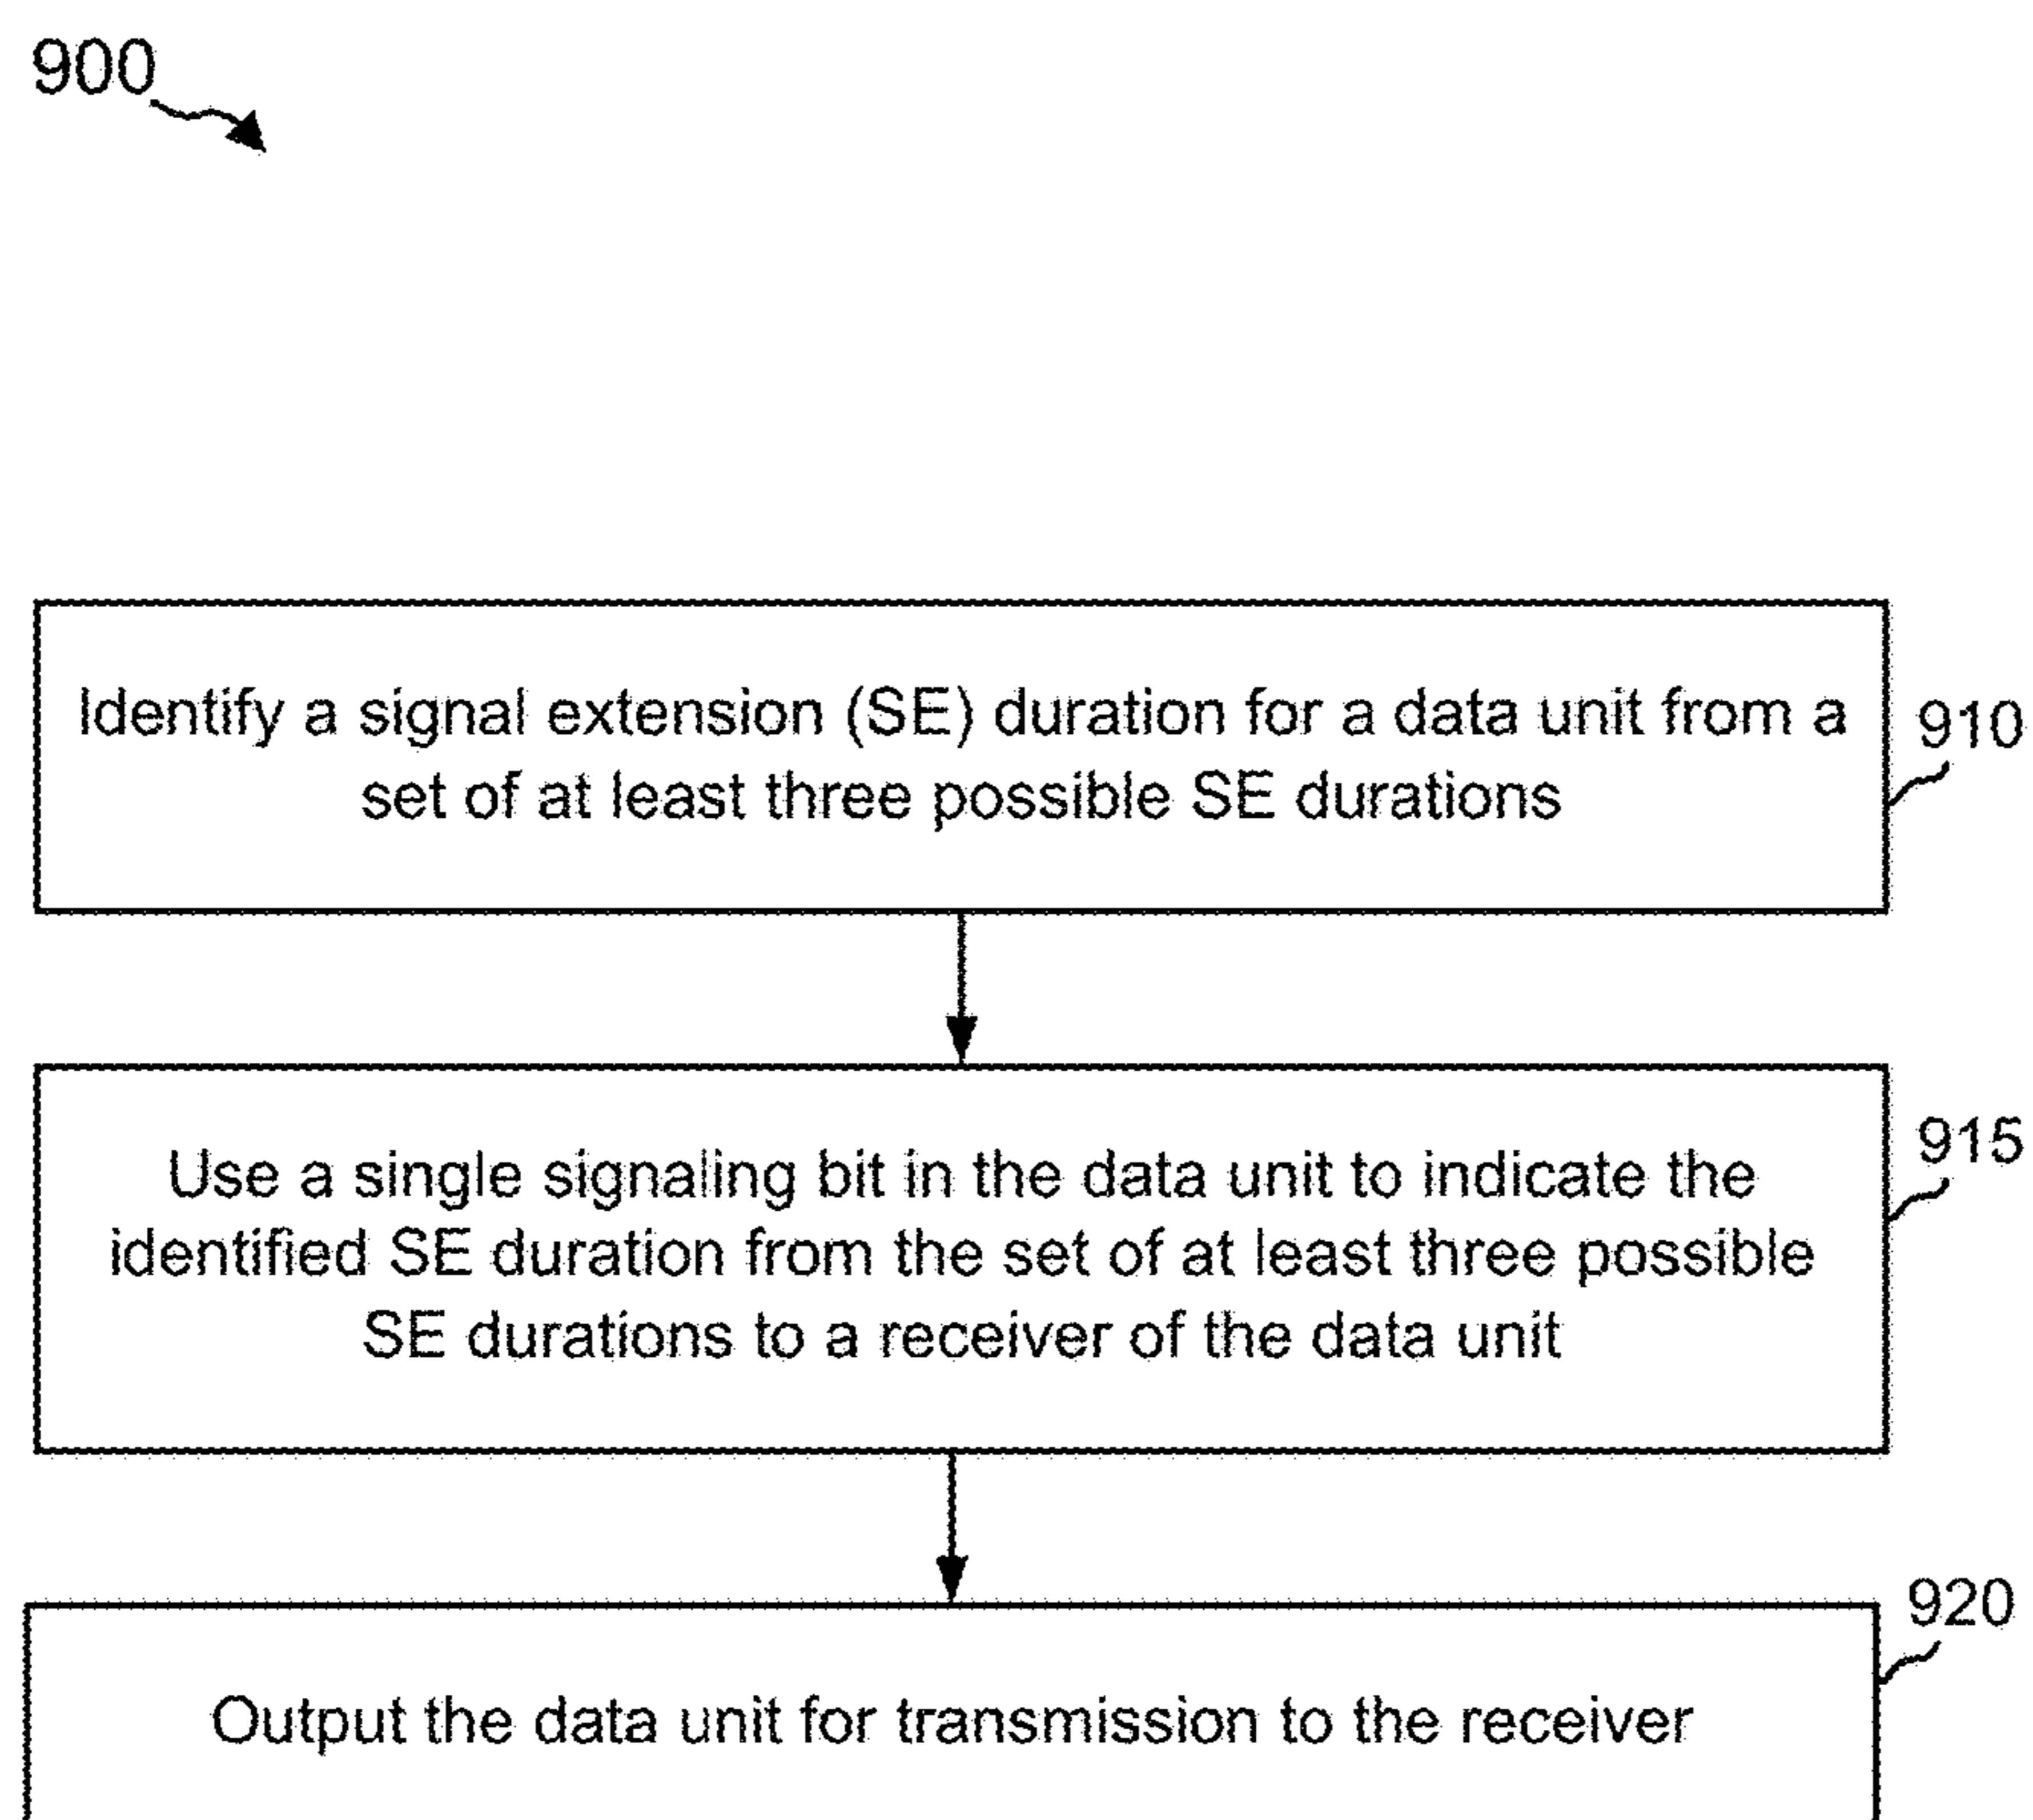 900
Identify a signal extension (SE) duration for a data unit from a
set of at least three possible SE durations
910
Use a single signaling bit in the data unit to indicate the
identified SE duration from the set of at least three possible
SE durations to a receiver of the data unit
915
Output the data unit for transmission to the receiver
920